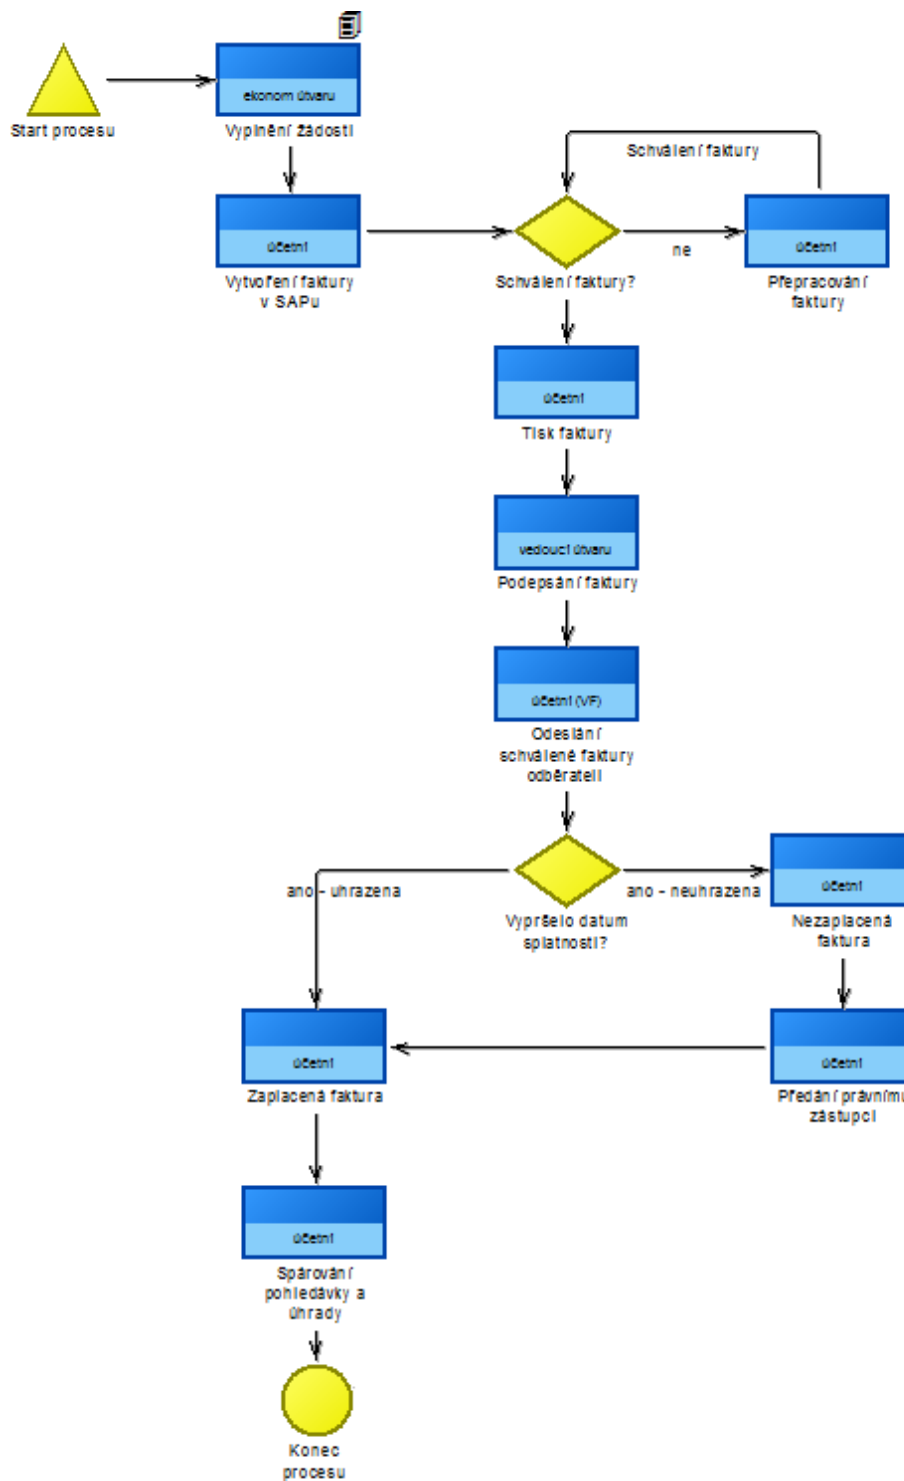 ekonom útvaru
Start procesu
Vyplnění žádosti
Schválení faktury
účetní
účetní
ne
Vytvoření faktury
v SAPu
Schválení faktury?
Přepracování
faktury
účetní
Tisk faktury
vedoucí útvaru
Podepsání faktury
účetní (VF)
Odeslání
schválené faktury
odběrateli
ano - uhrazena
ano - neuhrazena
účetní
Vypršelo datum
splatnosti?
Nezaplacená
faktura
účetní
účetní
Zaplacená faktura
Předání právnímu
zástupci
účetní
Spárování
pohledávky a
úhrady
Konec
procesu